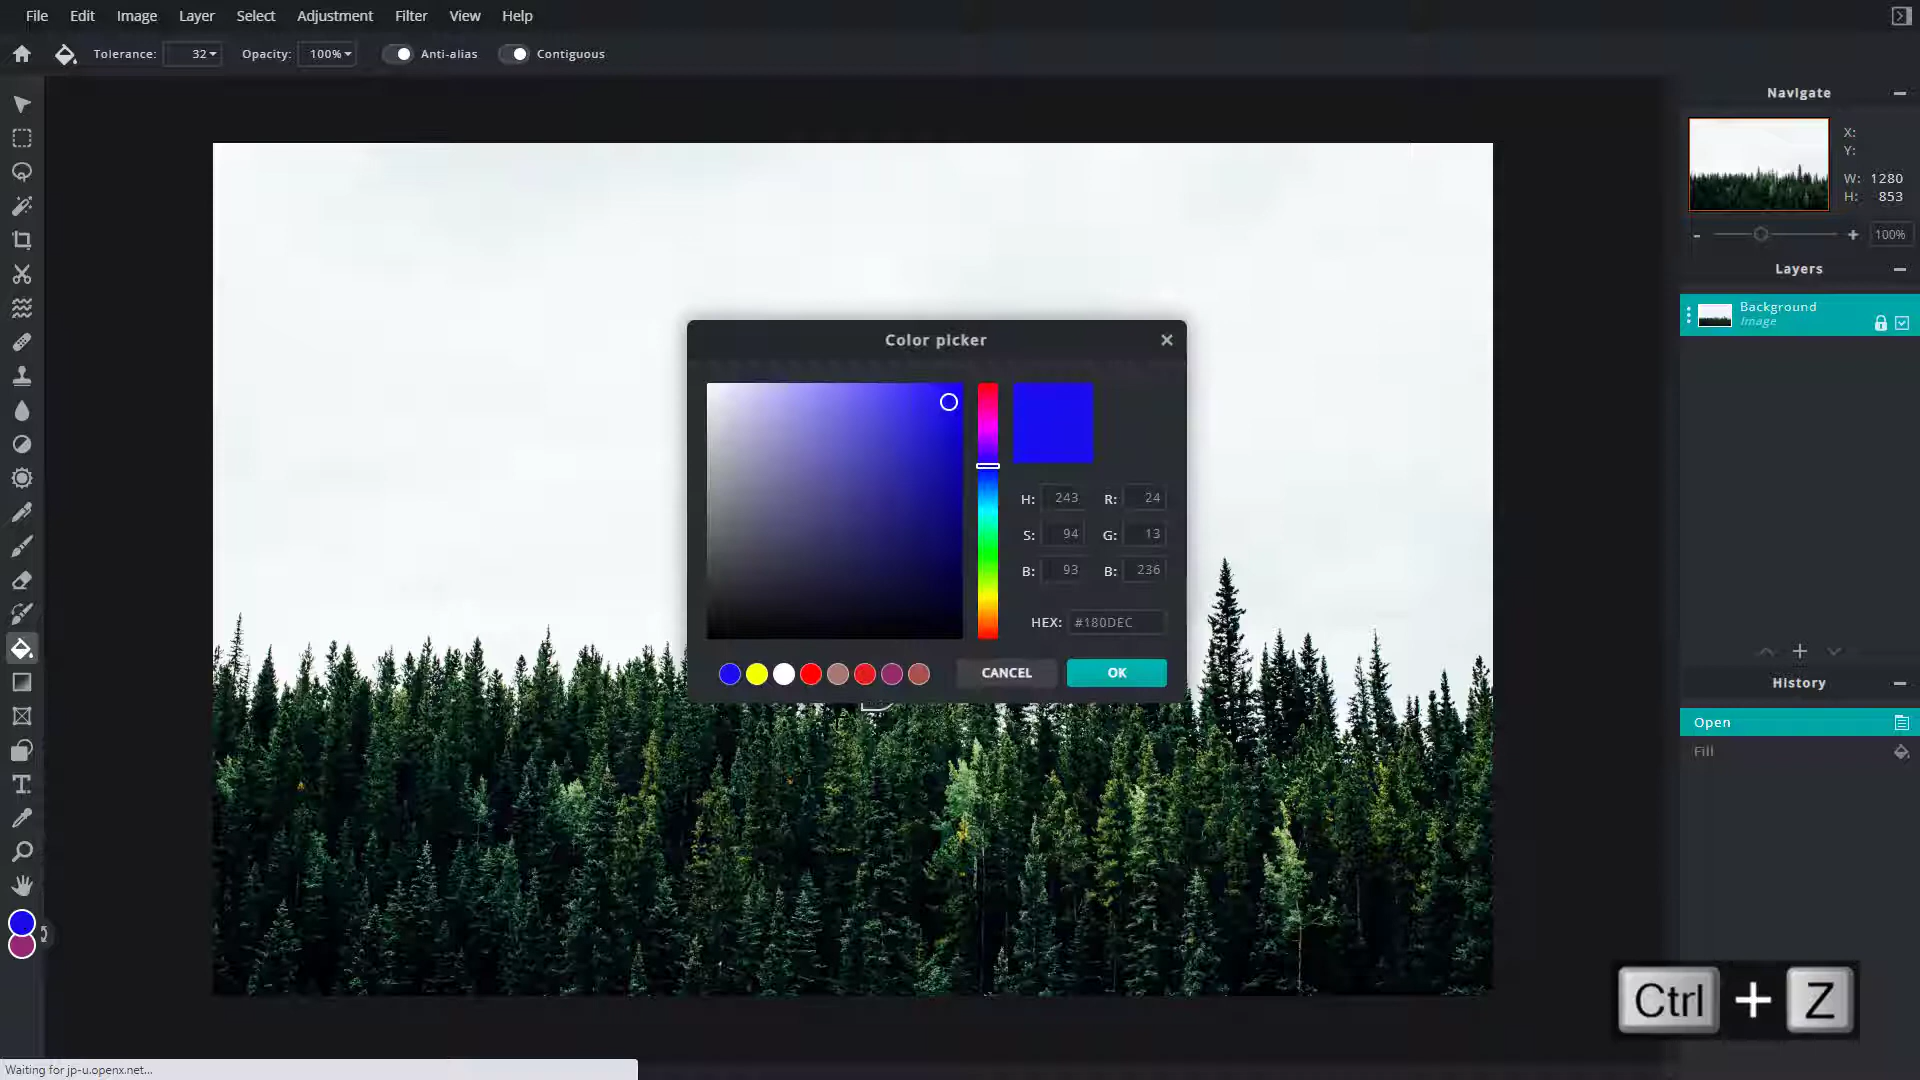 File Edit Image Layer Select Adjustment Filter View Help
Tolerance: 32 Opacity: 100% Anti-alias Contiguous
Navigate
X:
Y:
W: 1280
H: 853
- + 100%
Layers
Background
Image
Color picker
H: 243 R: 24
S: 94 G: 13
B: 93 B: 236
HEX: #180DEC
CANCEL OK
History
Open
Fill
Ctrl + Z
Waiting for jp-u.openx.net...